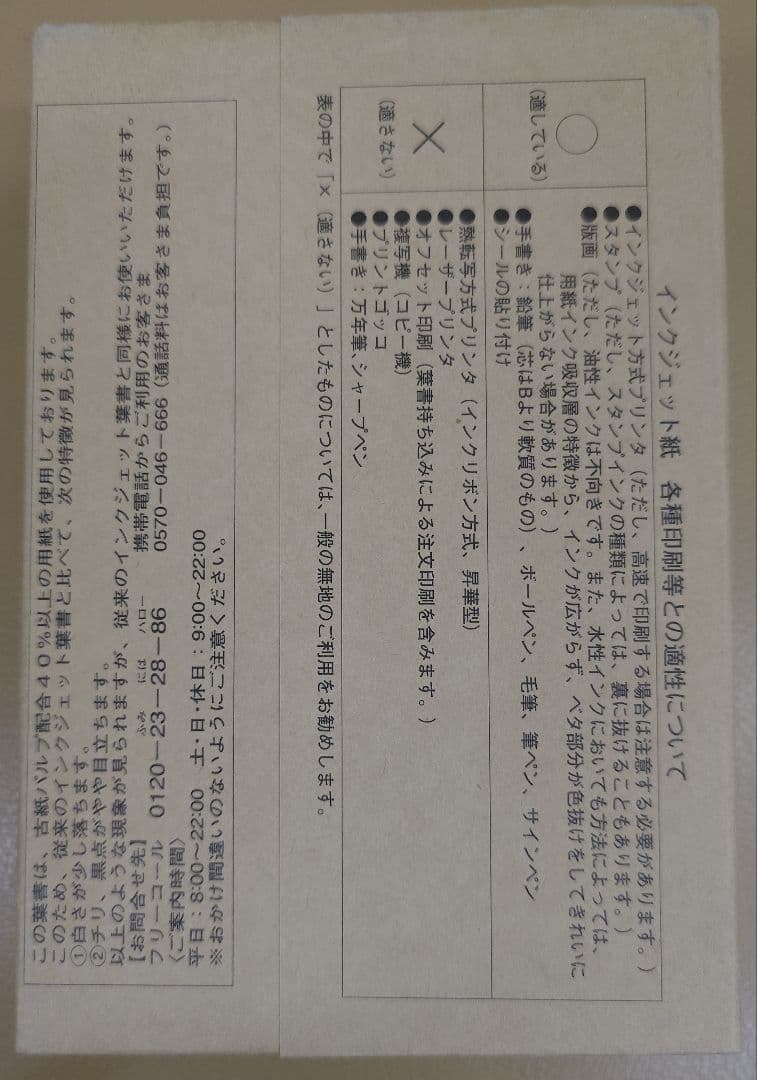 インクジェット紙　各種印刷等との適性について
○
(適している)
●インクジェット方式プリンタ（ただし、高速で印刷する場合は注意する必要があります。）
●スタンプ（ただし、スタンプインクの種類によっては、裏に抜けることもあります。）
●版画（ただし、油性インクは不向きです。また、水性インクにおいても方法によっては、
用紙インク吸収層の特徴から、インクが広がらず、ベタ部分が色抜けをしてきれいに
仕上がらない場合があります。）
●手書き：鉛筆（芯はBより軟質のもの）、ボールペン、毛筆、筆ペン、サインペン
●シールの貼り付け
×
(適さない)
●熱転写方式プリンタ（インクリボン方式、昇華型）
●レーザープリンタ
●オフセット印刷（葉書持ち込みによる注文印刷を含みます。）
●複写機（コピー機）
●プリントゴッコ
●手書き：万年筆、シャープペン
表の中で「×（適さない）」としたものについては、一般の無地のご利用をお勧めします。
この葉書は、古紙パルプ配合40％以上の用紙を使用しております。
このため、従来のインクジェット葉書と比べて、次の特徴が見られます。
①白さが少し落ちます。
②チリ、黒点がやや目立ちます。
以上のような現象が見られますが、従来のインクジェット葉書と同様にお使いいただけます。
【お問合せ先】　携帯電話からご利用のお客さま
ふみ　には　ハロー
フリーコール　0120－23－28－86　0570－046－666（通話料はお客さま負担です。）
〈ご案内時間〉
平日：8:00～22:00　土・日・休日：9:00～22:00
※おかけ間違いのないようにご注意ください。